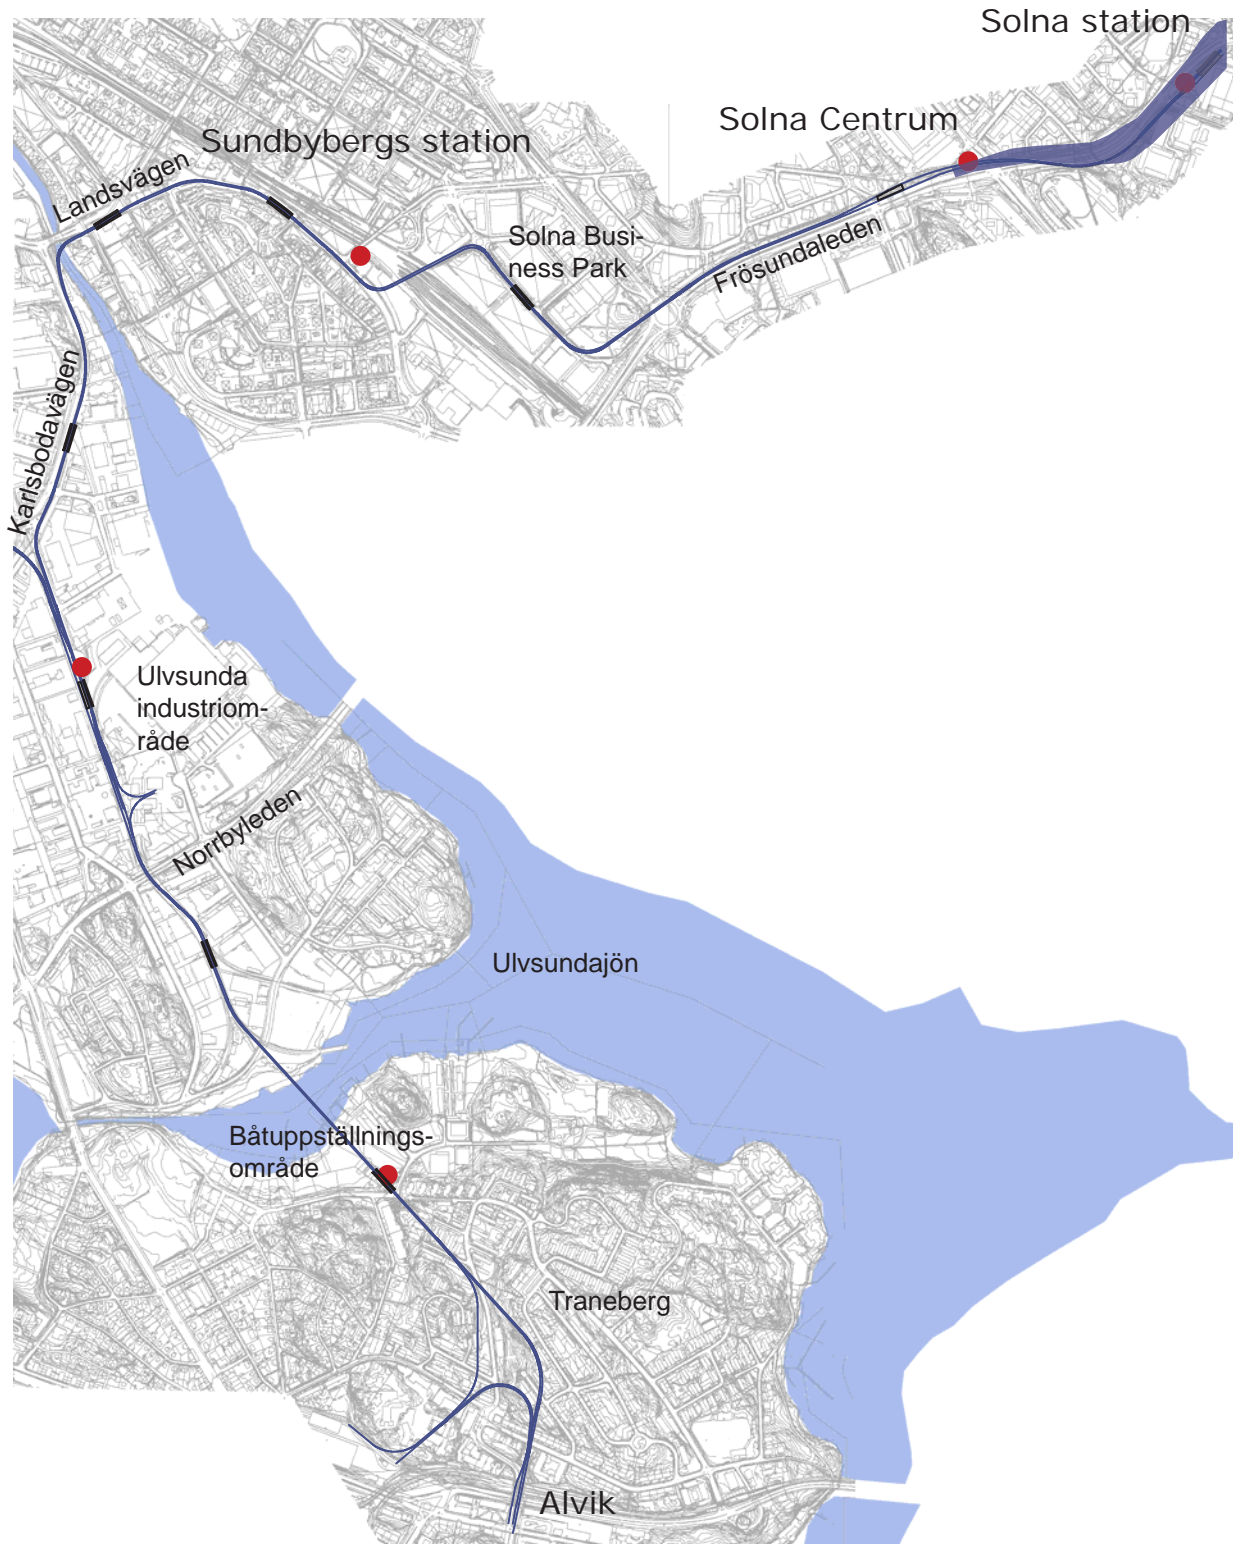 Solna station
Solna Centrum
Sundbybergs station
Landsvägen
Solna Busi-
ness Park
Frösundaleden
Karlsbodavägen
Ulvsunda
industriom-
råde
Norrbyleden
Ulvsundajön
Båtuppställnings-
område
Traneberg
Alvik